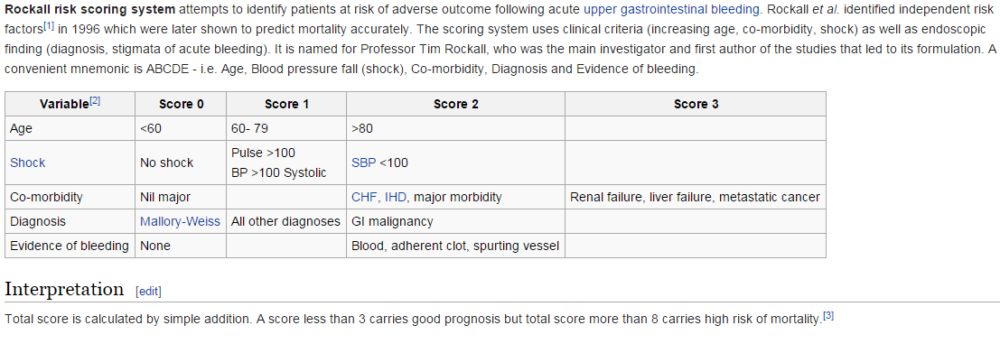 Rockall risk scoring system attempts to identify patients at risk of adverse outcome following acute upper gastrointestinal bleeding. Rockall et al. identified independent risk
factors[1] in 1996 which were later shown to predict mortality accurately. The scoring system uses clinical criteria (increasing age, co-morbidity, shock) as well as endoscopic
finding (diagnosis, stigmata of acute bleeding). It is named for Professor Tim Rockall, who was the main investigator and first author of the studies that led to its formulation. A
convenient mnemonic is ABCDE - i.e. Age, Blood pressure fall (shock), Co-morbidity, Diagnosis and Evidence of bleeding.
Variable[2] Score 0 Score 1 Score 2 Score 3
Age <60 60- 79 >80
Shock No shock Pulse >100 BP >100 Systolic SBP <100
Co-morbidity Nil major CHF, IHD, major morbidity Renal failure, liver failure, metastatic cancer
Diagnosis Mallory-Weiss All other diagnoses GI malignancy
Evidence of bleeding None Blood, adherent clot, spurting vessel
Interpretation [edit]
Total score is calculated by simple addition. A score less than 3 carries good prognosis but total score more than 8 carries high risk of mortality.[3]